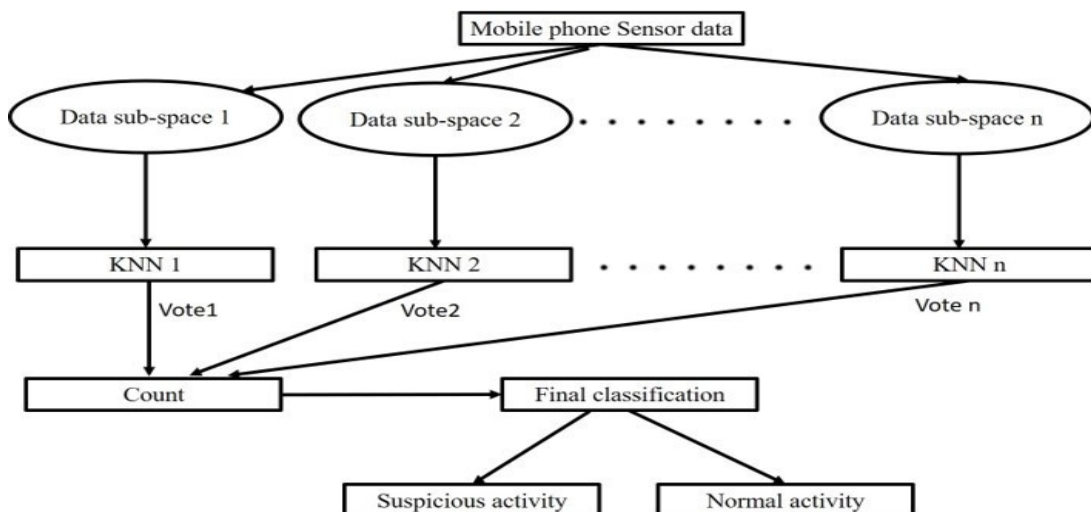 Mobile phone Sensor data
Data sub-space 1
Data sub-space 2
Data sub-space n
KNN 1
KNN 2
KNN n
Vote1
Vote2
Vote n
Count
Final classification
Suspicious activity
Normal activity